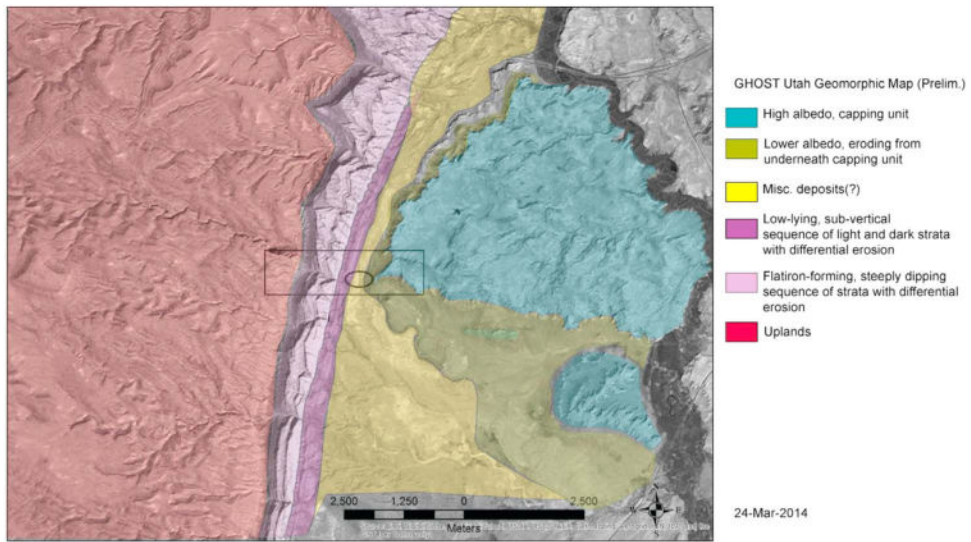 GHOST Utah Geomorphic Map (Prelim.)
High albedo, capping unit
Lower albedo, eroding from
underneath capping unit
Misc. deposits(?)
Low-lying, sub-vertical
sequence of light and dark strata
with differential erosion
Flatiron-forming, steeply dipping
sequence of strata with differential
erosion
Uplands
2,500 1,250 0 2,500
Meters
E
24-Mar-2014